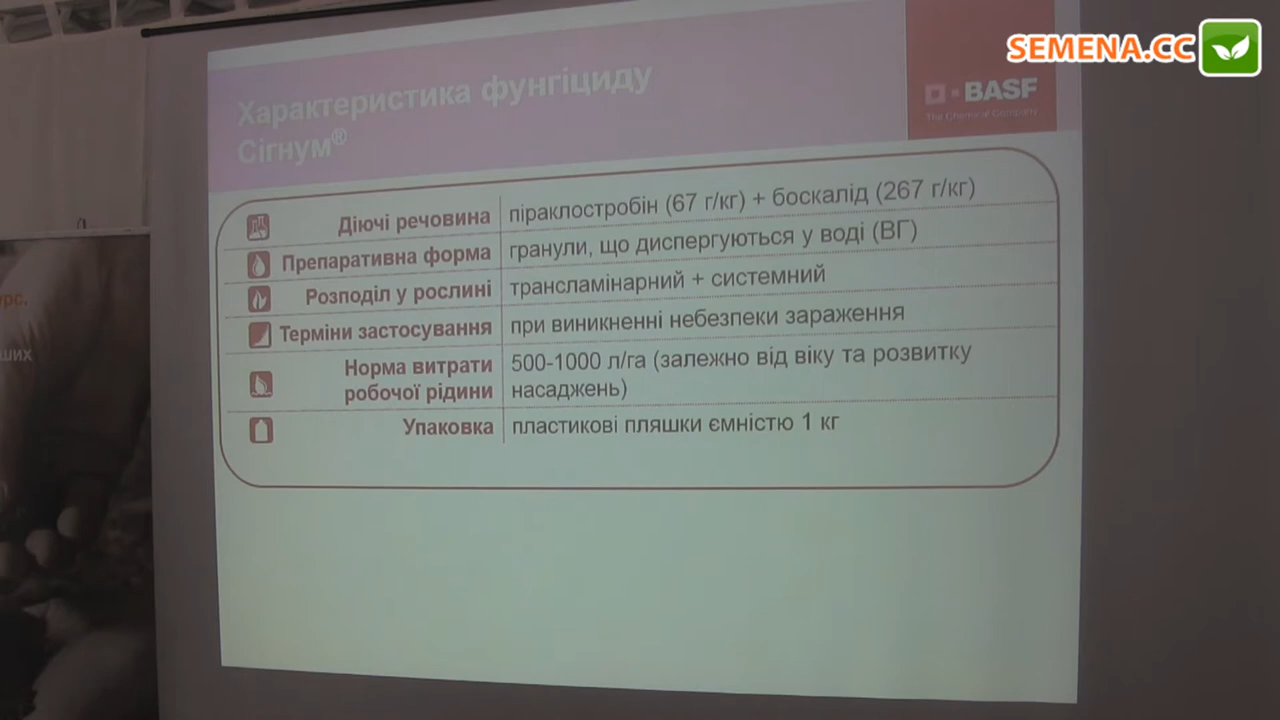 SEMENA.CC
Характеристика фунгіциду
Сігнум®
BASF
The Chemical Company
Діючі речовина піраклостробін (67 г/кг) + боскалід (267 г/кг)
Препаративна форма гранули, що диспергуються у воді (ВГ)
Розподіл у рослині трансламінарний + системний
Терміни застосування при виникненні небезпеки зараження
Норма витрати робочої рідини 500-1000 л/га (залежно від віку та розвитку
насаджень)
Упаковка пластикові пляшки ємністю 1 кг